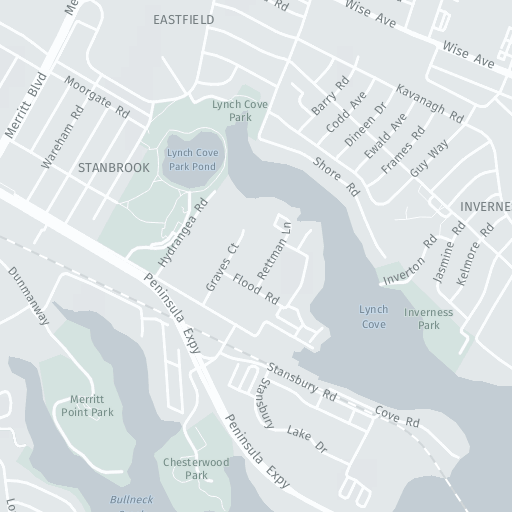 EASTFIELD
Me
Rd
Wise Ave
Wise Ave
Merritt Blvd
Moorgate Rd
Wareham Rd
Lynch Cove
Park
Barry Rd
Codd Ave
Dineen Dr
Ewald Ave
Frames Rd
Guy Way
Kavanagh Rd
STANBROOK
Lynch Cove
Park Pond
Shore Rd
Hydrangea Rd
INVERNES
Graves Ct
Rettman Ln
Inverton Rd
Jasmine Rd
Kelmore Rd
Flood Rd
Dunmanway
Peninsula Expy
Lynch
Cove
Inverness
Park
Stansbury Rd
Stansbury
Cove Rd
Merritt
Point Park
Lake Dr
Peninsula Expy
Chesterwood
Park
Bullneck